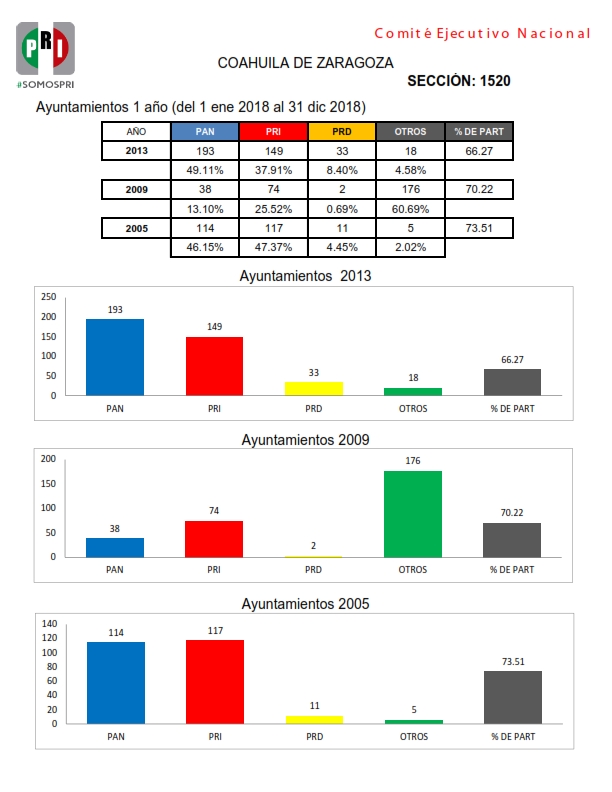 Comité Ejecutivo Nacional
PRI
#SOMOSPRI
COAHUILA DE ZARAGOZA
SECCIÓN: 1520
Ayuntamientos 1 año (del 1 ene 2018 al 31 dic 2018)
AÑO PAN PRI PRD OTROS % DE PART
2013 193 149 33 18 66.27
49.11% 37.91% 8.40% 4.58%
2009 38 74 2 176 70.22
13.10% 25.52% 0.69% 60.69%
2005 114 117 11 5 73.51
46.15% 47.37% 4.45% 2.02%
Ayuntamientos 2013
250
200
150
100
50
0
193
149
33
18
66.27
PAN PRI PRD OTROS % DE PART
Ayuntamientos 2009
200
150
100
50
0
38
74
2
176
70.22
PAN PRI PRD OTROS % DE PART
Ayuntamientos 2005
140
120
100
80
60
40
20
0
114
117
11
5
73.51
PAN PRI PRD OTROS % DE PART